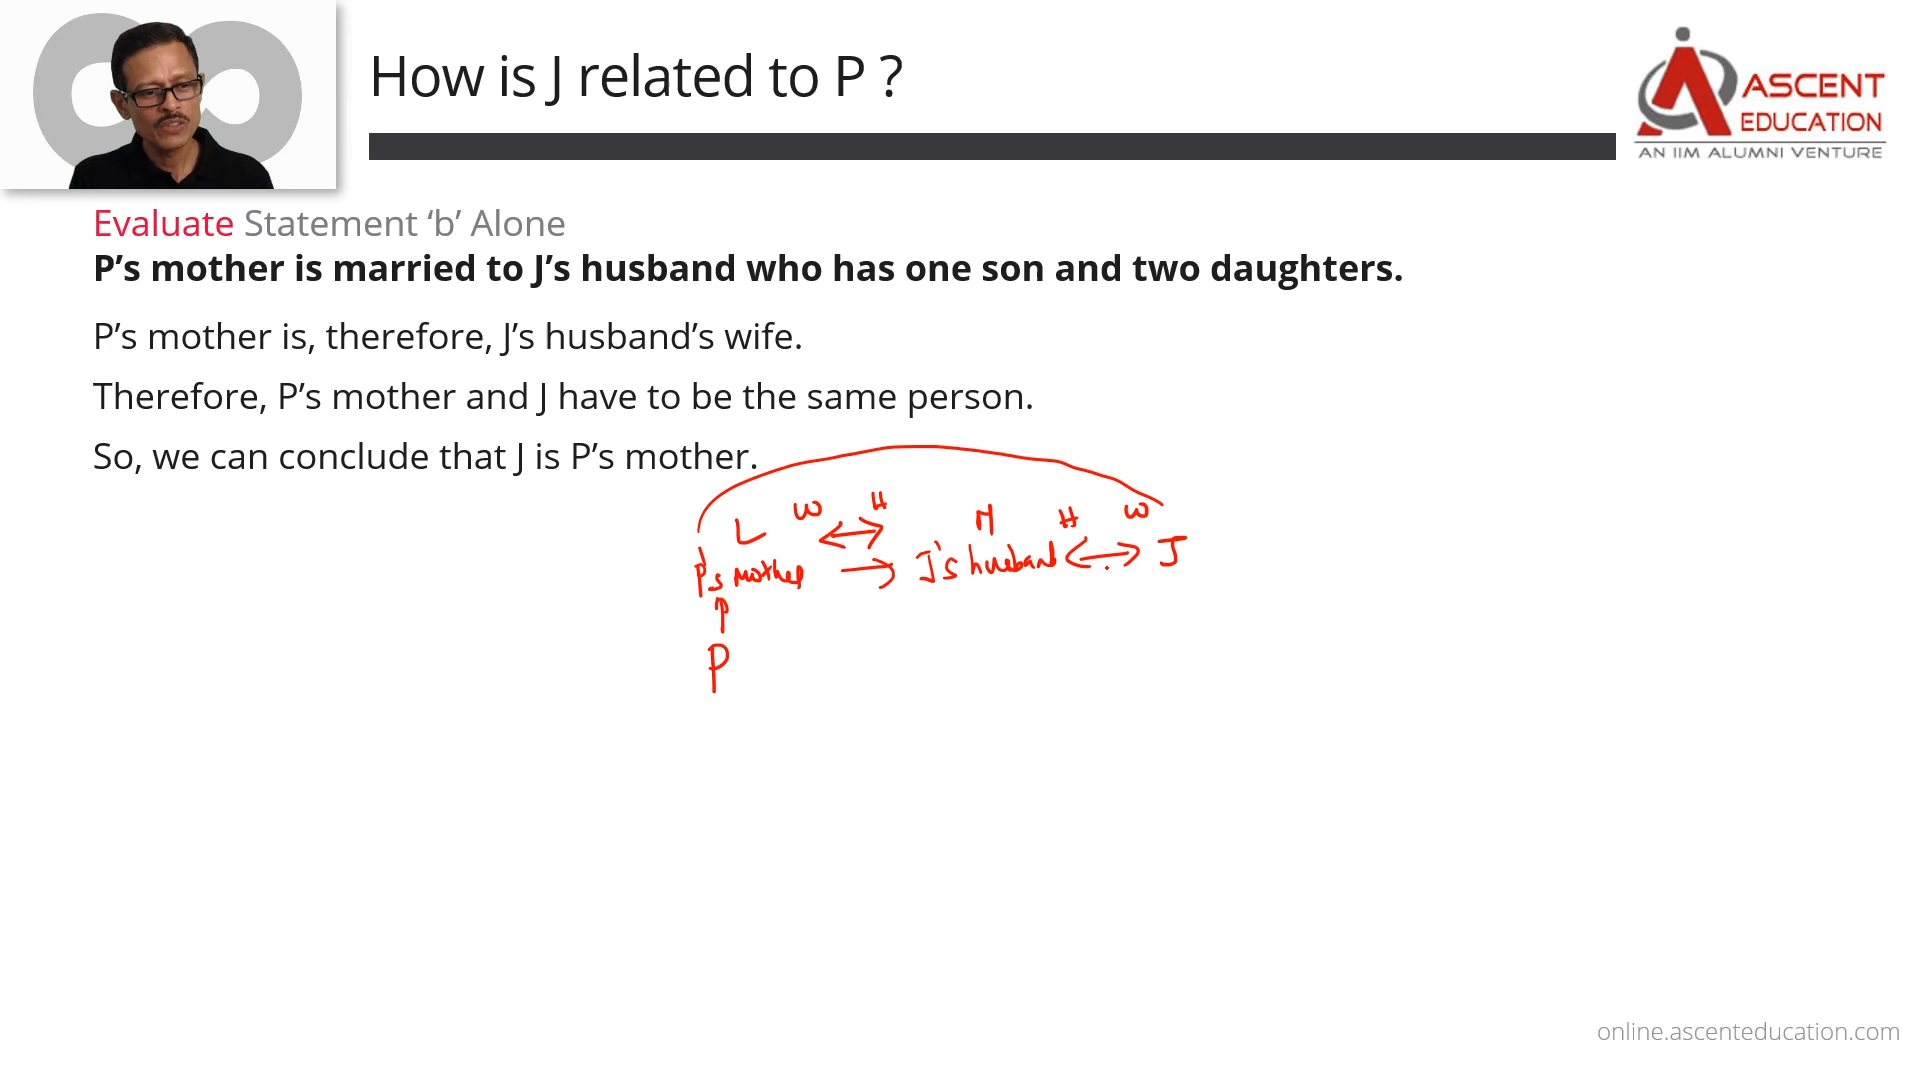 How is J related to P ?
ASCENT
EDUCATION
AN IIM ALUMNI VENTURE
Evaluate Statement ‘b’ Alone
P’s mother is married to J’s husband who has one son and two daughters.
P’s mother is, therefore, J’s husband’s wife.
Therefore, P’s mother and J have to be the same person.
So, we can conclude that J is P’s mother.
L W H M H W
P's mother J's husband J
P
online.ascenteducation.com